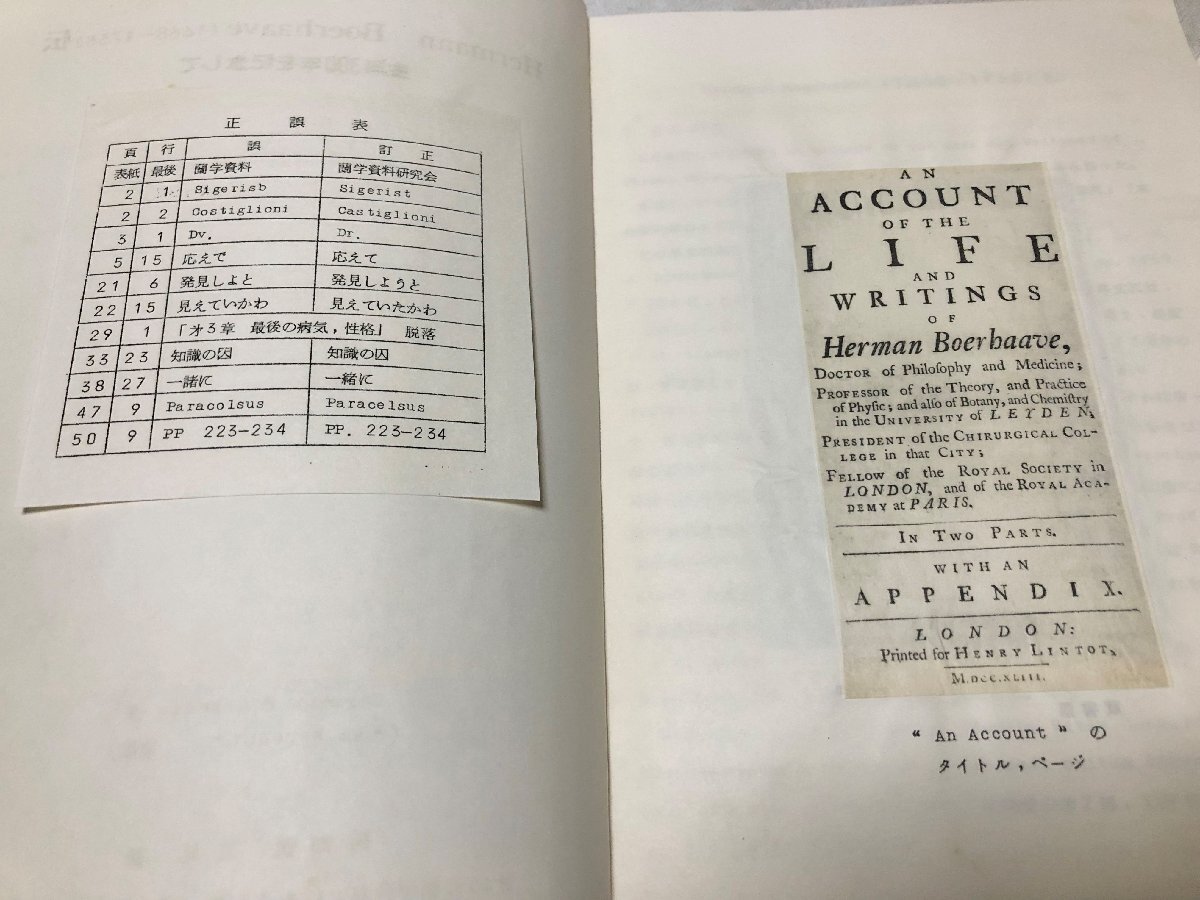 正誤表
頁 行 誤 訂正
表紙 最後 蘭学資料 蘭学資料研究会
2 1 Sigerisb Sigerist
2 2 Costiglioni Castiglioni
3 1 Dv. Dr.
5 15 応えで 応えて
21 6 発見しよと 発見しようと
22 15 見えていかわ 見えていたかわ
29 1 「才3章 最後の病気，性格」 脱落
33 23 知識の因 知識の囚
38 27 一諸に 一緒に
47 9 Paracolsus Paracelsus
50 9 PP 223-234 PP. 223-234
AN
ACCOUNT
OF THE
LIFE
AND
WRITINGS
OF
Herman Boerhaave,
DOCTOR of Philoſophy and Medicine;
PROFESSOR of the Theory, and Practice
of Phyſic; and alſo of Botany, and Chemiſtry
in the UNIVERSITY of LEYDEN;
PRESIDENT of the CHIRURGICAL COL-
LEGE in that CITY;
FELLOW of the ROYAL SOCIETY in
LONDON, and of the ROYAL ACA-
DEMY at PARIS.
IN TWO PARTS.
WITH AN
APPENDIX.
LONDON:
Printed for HENRY LINTOT,
M.DCC.XLIII.
“ An Account ” の
タイトル，ページ